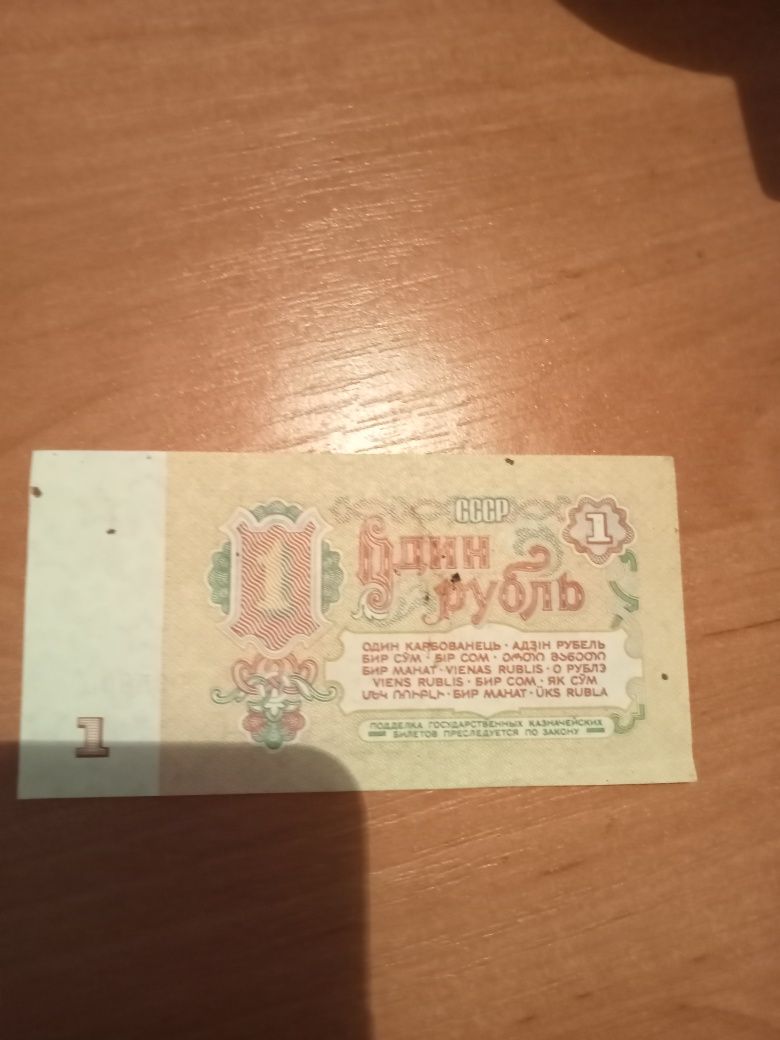 СССР
1
1
Один
рубль
ОДИН КАРБОВАНЕЦЬ · АДЗІН РУБЕЛЬ
БИР СЎМ · БІР СОМ · ᲔᲠᲗᲘ ᲛᲐᲜᲔᲗᲘ
БИР МАНАТ · VIENAS RUBLIS · О РУБЛЭ
VIENS RUBLIS · БИР СОМ · ЯК СӮМ
ՄԵԿ ՌՈՒԲԼԻ · БИР МАНАТ · ÜKS RUBLA
ПОДДЕЛКА ГОСУДАРСТВЕННЫХ КАЗНАЧЕЙСКИХ
БИЛЕТОВ ПРЕСЛЕДУЕТСЯ ПО ЗАКОНУ
1